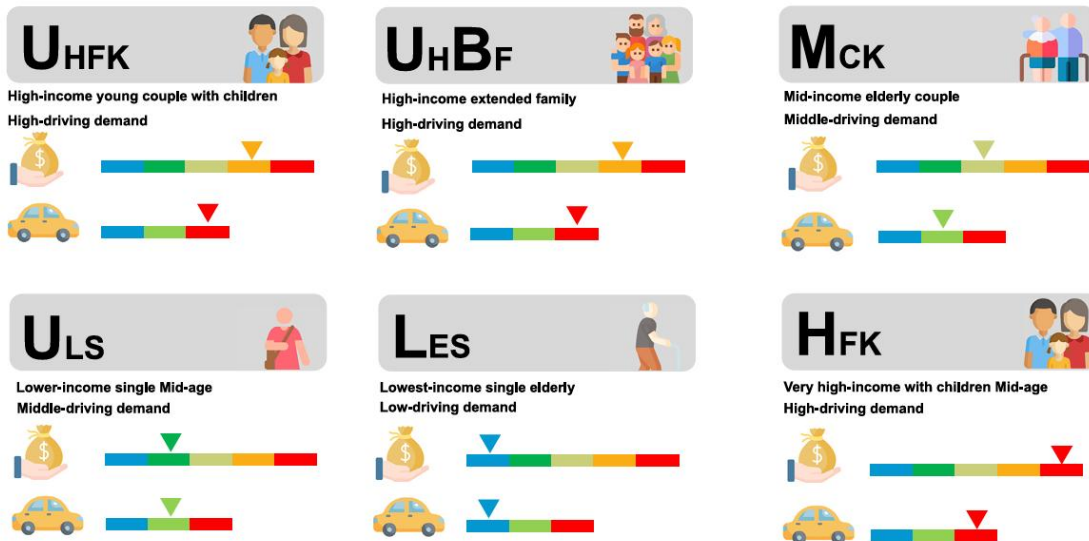 UHFK
High-income young couple with children
High-driving demand
$
UHBF
High-income extended family
High-driving demand
$
MCK
Mid-income elderly couple
Middle-driving demand
$
ULS
Lower-income single Mid-age
Middle-driving demand
$
LES
Lowest-income single elderly
Low-driving demand
$
HFK
Very high-income with children Mid-age
High-driving demand
$